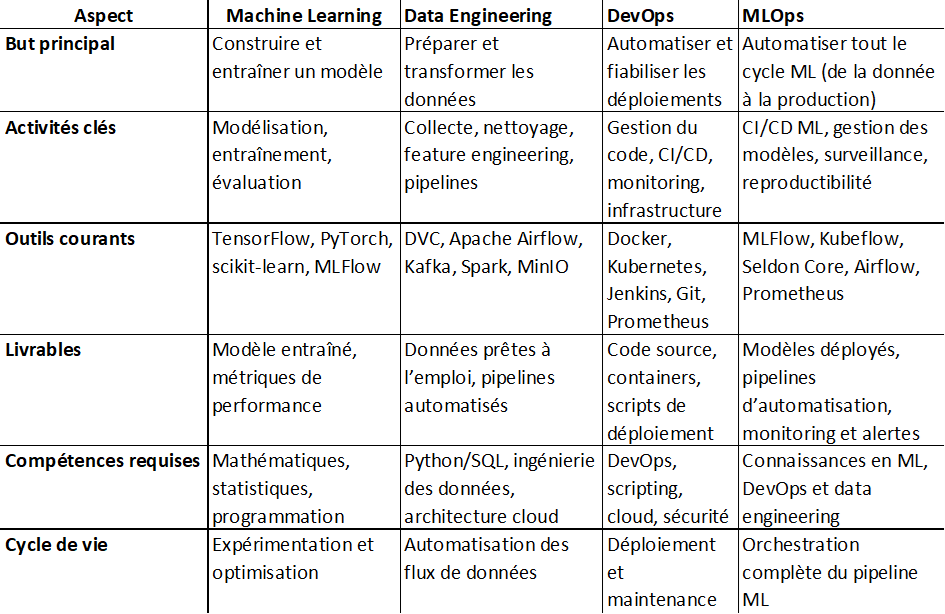 Aspect Machine Learning Data Engineering DevOps MLOps
But principal Construire et Préparer et Automatiser et Automatiser tout le
entraîner un modèle transformer les fiabiliser les cycle ML (de la donnée
données déploiements à la production)
Activités clés Modélisation, Collecte, nettoyage, Gestion du CI/CD ML, gestion des
entraînement, feature engineering, code, CI/CD, modèles, surveillance,
évaluation pipelines monitoring, reproductibilité
infrastructure
Outils courants TensorFlow, PyTorch, DVC, Apache Airflow, Docker, MLFlow, Kubeflow,
scikit-learn, MLFlow Kafka, Spark, MinIO Kubernetes, Seldon Core, Airflow,
Jenkins, Git, Prometheus
Prometheus
Livrables Modèle entraîné, Données prêtes à Code source, Modèles déployés,
métriques de l’emploi, pipelines containers, pipelines
performance automatisés scripts de d’automatisation,
déploiement monitoring et alertes
Compétences requises Mathématiques, Python/SQL, ingénierie DevOps, Connaissances en ML,
statistiques, des données, scripting, DevOps et data
programmation architecture cloud cloud, sécurité engineering
Cycle de vie Expérimentation et Automatisation des Déploiement Orchestration
optimisation flux de données et complète du pipeline
maintenance ML